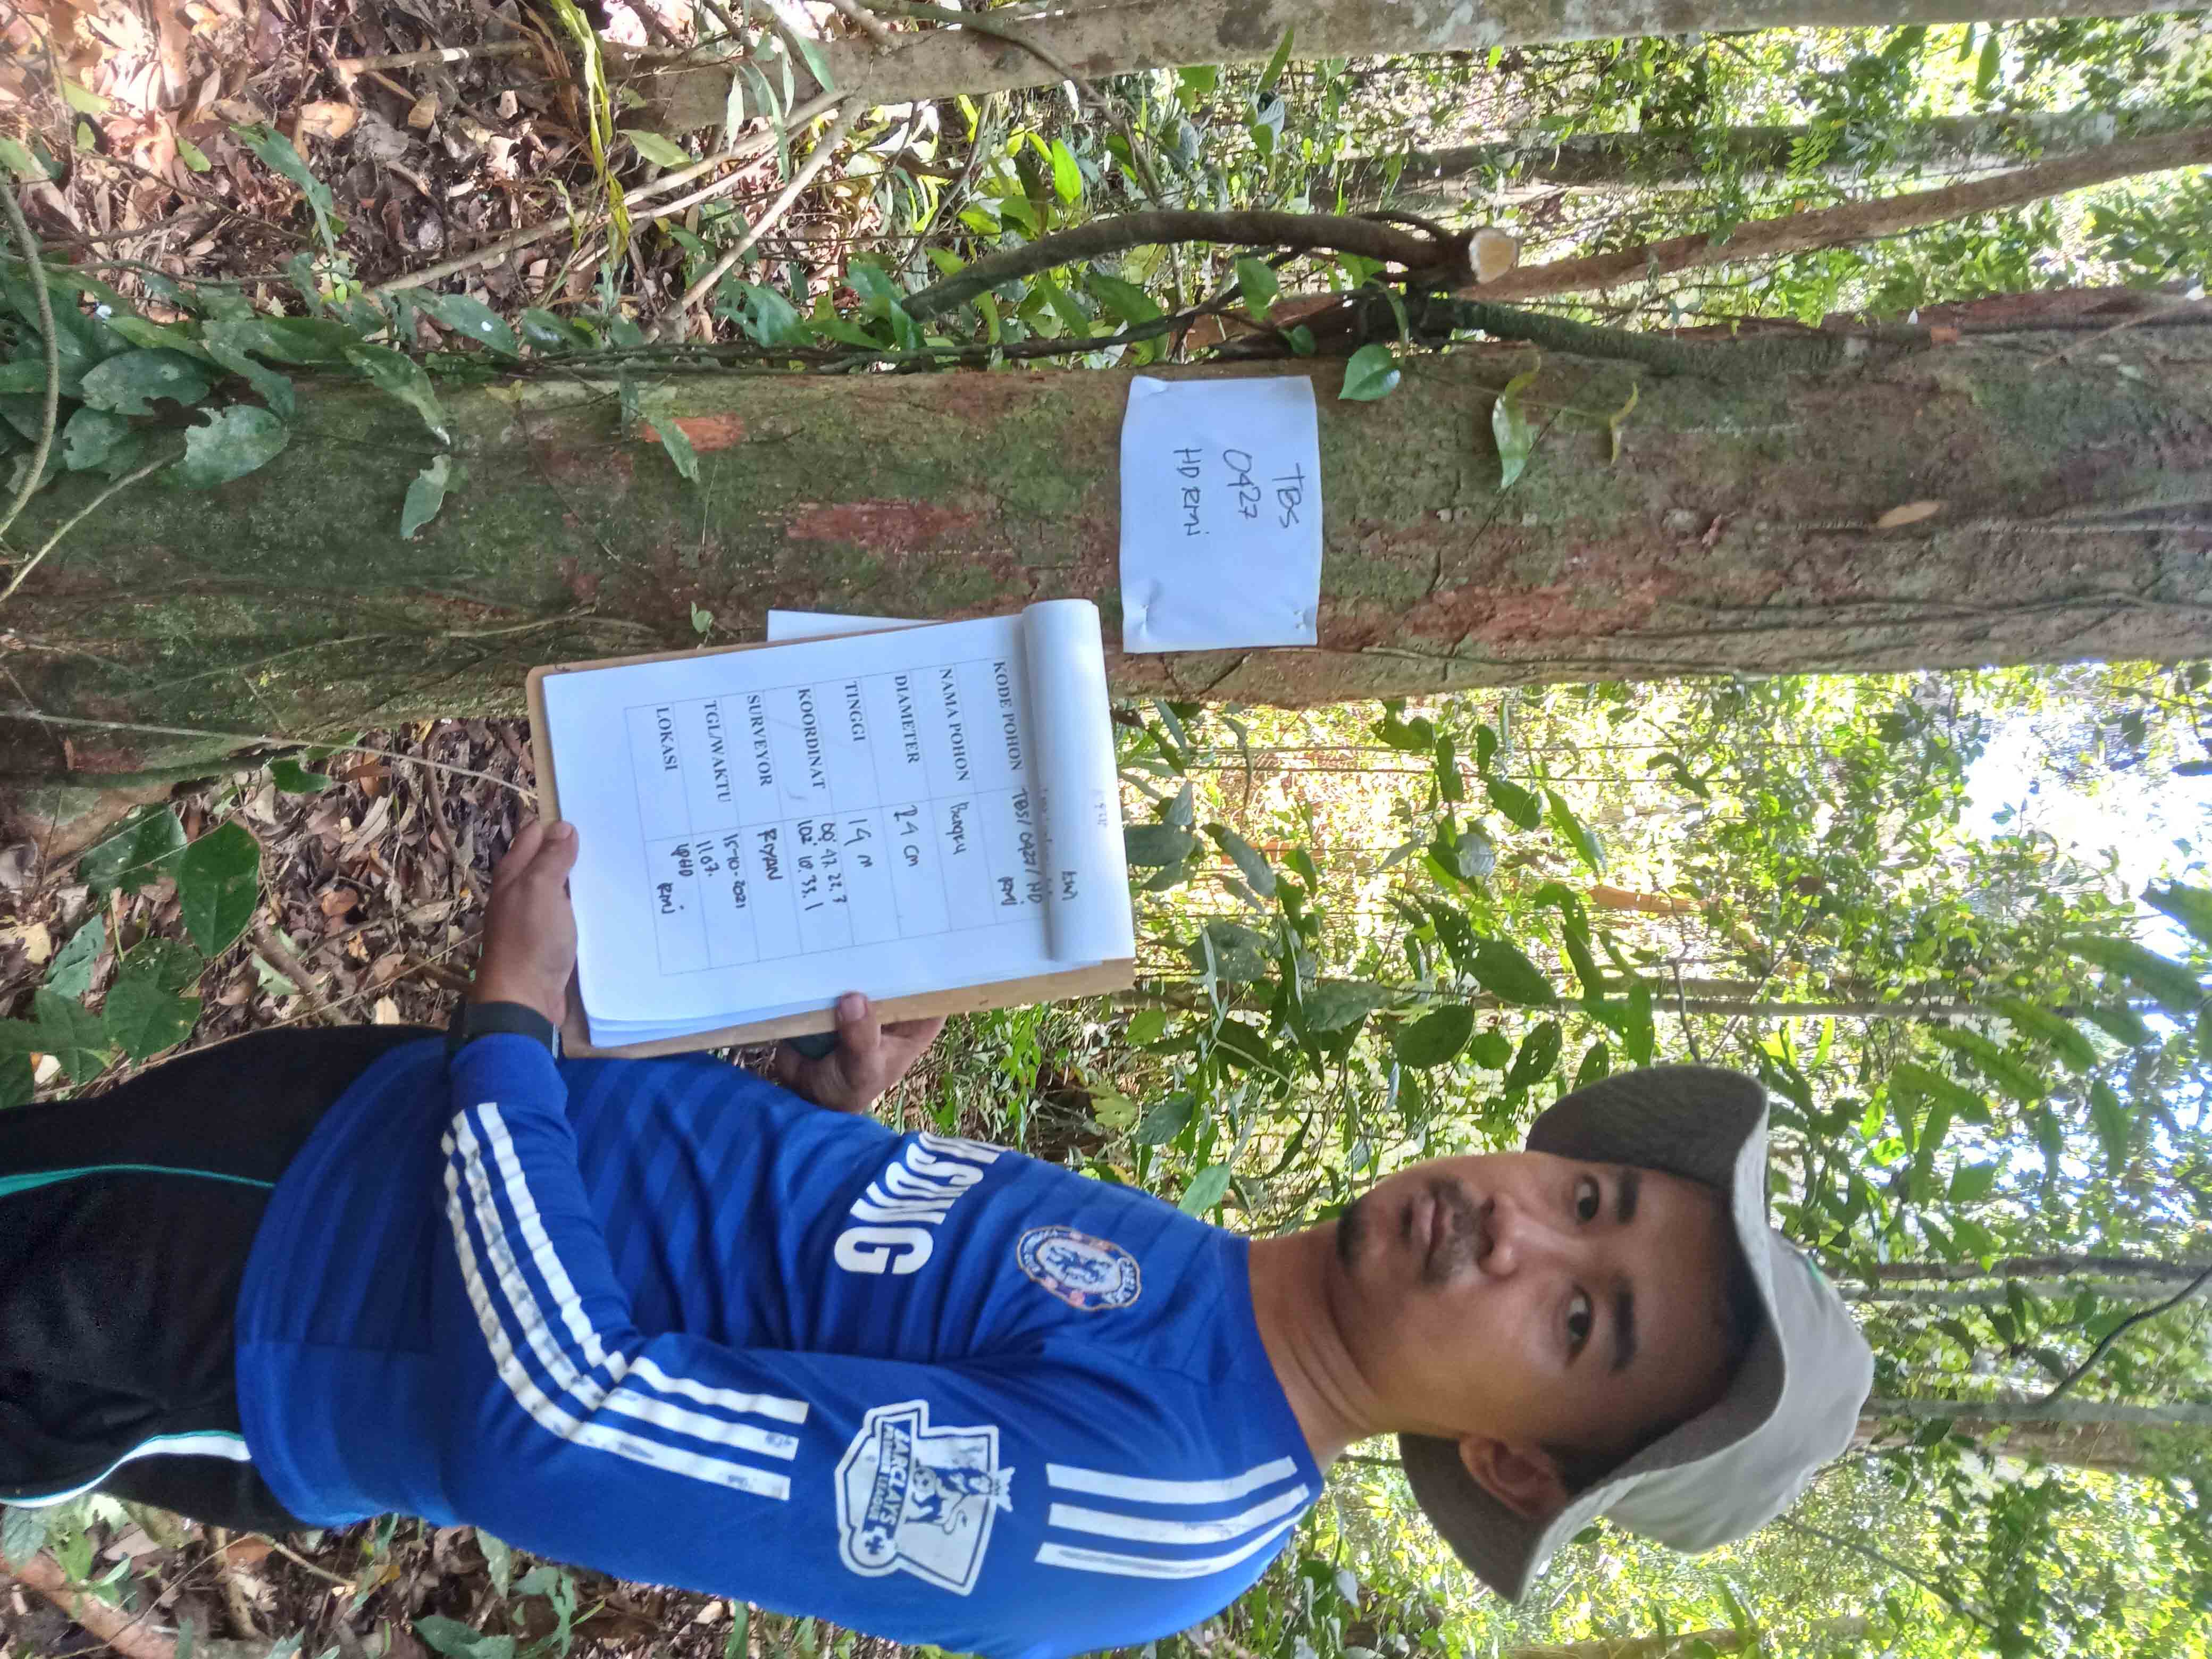 TBS
0427
HD RMj
KODE POHON TBS/ 0427/ HD
RMj
NAMA POHON Bengku
DIAMETER 24 cm
TINGGI 19 m
KOORDINAT 00° 47. 22. 3
102° 10. 33. 1
SURVEYOR RIYAN
TGL/WAKTU 15-10-2021
1107.
LOKASI LPHD
RMj
CHELSEA
SAMSUNG
BARCLAYS
PREMIER LEAGUE